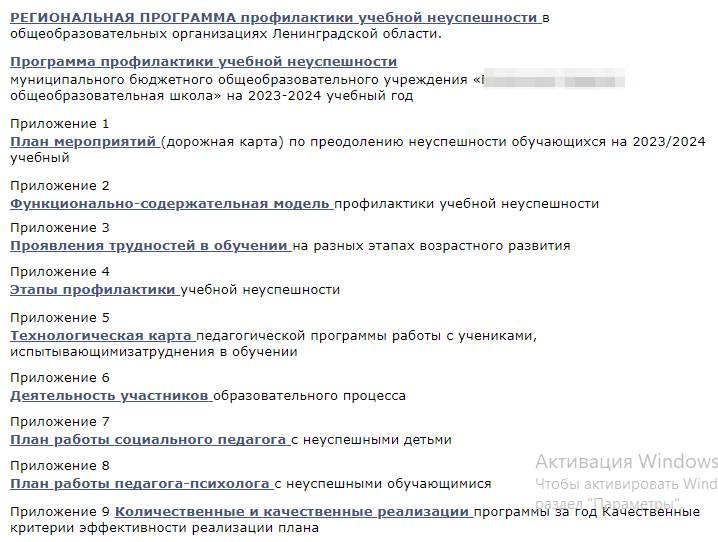 РЕГИОНАЛЬНАЯ ПРОГРАММА профилактики учебной неуспешности в
общеобразовательных организациях Ленинградской области.
Программа профилактики учебной неуспешности
муниципального бюджетного общеобразовательного учреждения «
общеобразовательная школа» на 2023-2024 учебный год
Приложение 1
План мероприятий (дорожная карта) по преодолению неуспешности обучающихся на 2023/2024
учебный
Приложение 2
Функционально-содержательная модель профилактики учебной неуспешности
Приложение 3
Проявления трудностей в обучении на разных этапах возрастного развития
Приложение 4
Этапы профилактики учебной неуспешности
Приложение 5
Технологическая карта педагогической программы работы с учениками,
испытывающимизатруднения в обучении
Приложение 6
Деятельность участников образовательного процесса
Приложение 7
План работы социального педагога с неуспешными детьми
Приложение 8
План работы педагога-психолога с неуспешными обучающимися
Приложение 9 Количественные и качественные реализации программы за год Качественные
критерии эффективности реализации плана
Активация Windows
Чтобы активировать Wind
раздел "Параметры".